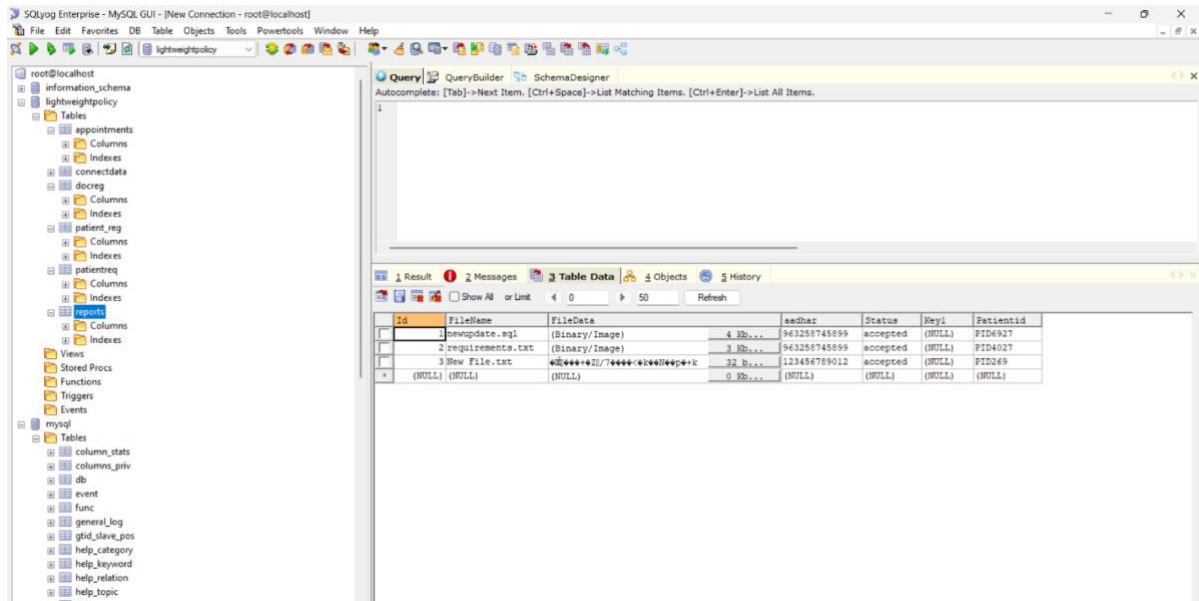 SQLyog Enterprise - MySQL GUI - [New Connection - root@localhost]
File Edit Favorites DB Table Objects Tools Powertools Window Help
lightweightpolicy
root@localhost
information_schema
lightweightpolicy
Tables
appointments
Columns
Indexes
connectdata
docreg
Columns
Indexes
patient_reg
Columns
Indexes
patientreq
Columns
Indexes
reports
Columns
Indexes
Views
Stored Procs
Functions
Triggers
Events
mysql
Tables
column_stats
columns_priv
db
event
func
general_log
gtid_slave_pos
help_category
help_keyword
help_relation
help_topic
Query QueryBuilder SchemaDesigner
Autocomplete: [Tab]->Next Item. [Ctrl+Space]->List Matching Items. [Ctrl+Enter]->List All Items.
1
1 Result 2 Messages 3 Table Data 4 Objects 5 History
Show All or Limit 0 50 Refresh
Id FileName FileData aadhar Status Key1 Patientid
1 newupdate.sql (Binary/Image) 4 Kb... 963258745899 accepted (NULL) PID6927
2 requirements.txt (Binary/Image) 3 Kb... 963258745899 accepted (NULL) PID4027
3 New File.txt 32 b... 123456789012 accepted (NULL) PID269
* (NULL) (NULL) (NULL) 0 Kb... (NULL) (NULL) (NULL) (NULL)